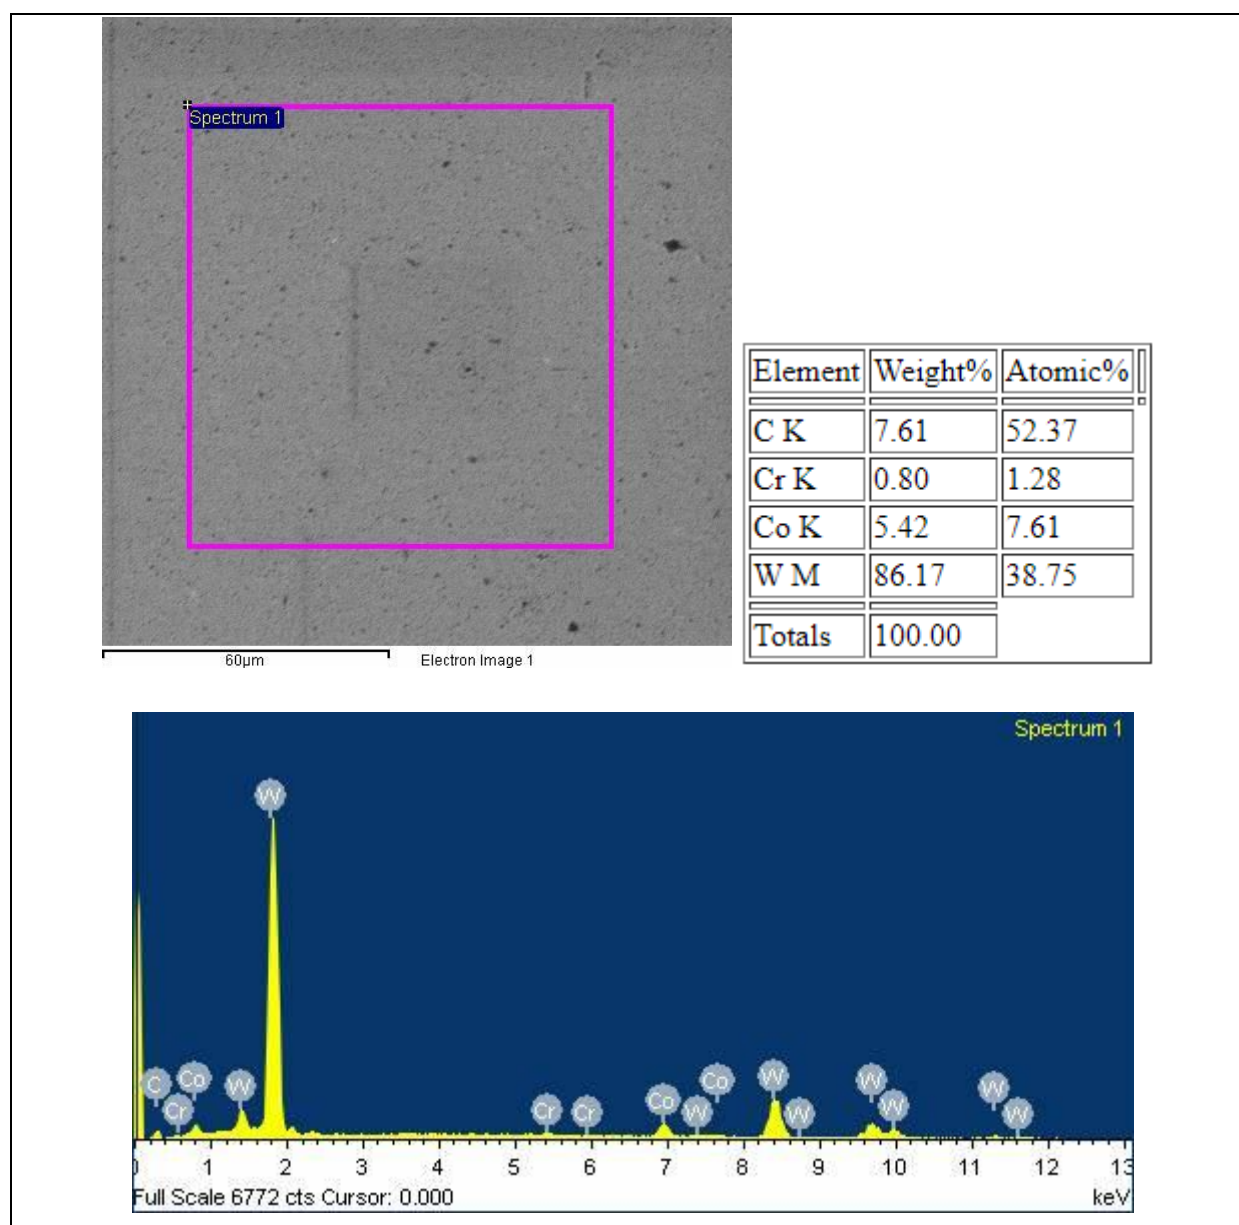 Spectrum 1
60µm Electron Image 1
Element Weight% Atomic%
C K 7.61 52.37
Cr K 0.80 1.28
Co K 5.42 7.61
W M 86.17 38.75
Totals 100.00
Spectrum 1
W
C Cr Co W Cr Cr Co W Co W W W W W W
0 1 2 3 4 5 6 7 8 9 10 11 12 13
Full Scale 6772 cts Cursor: 0.000 keV